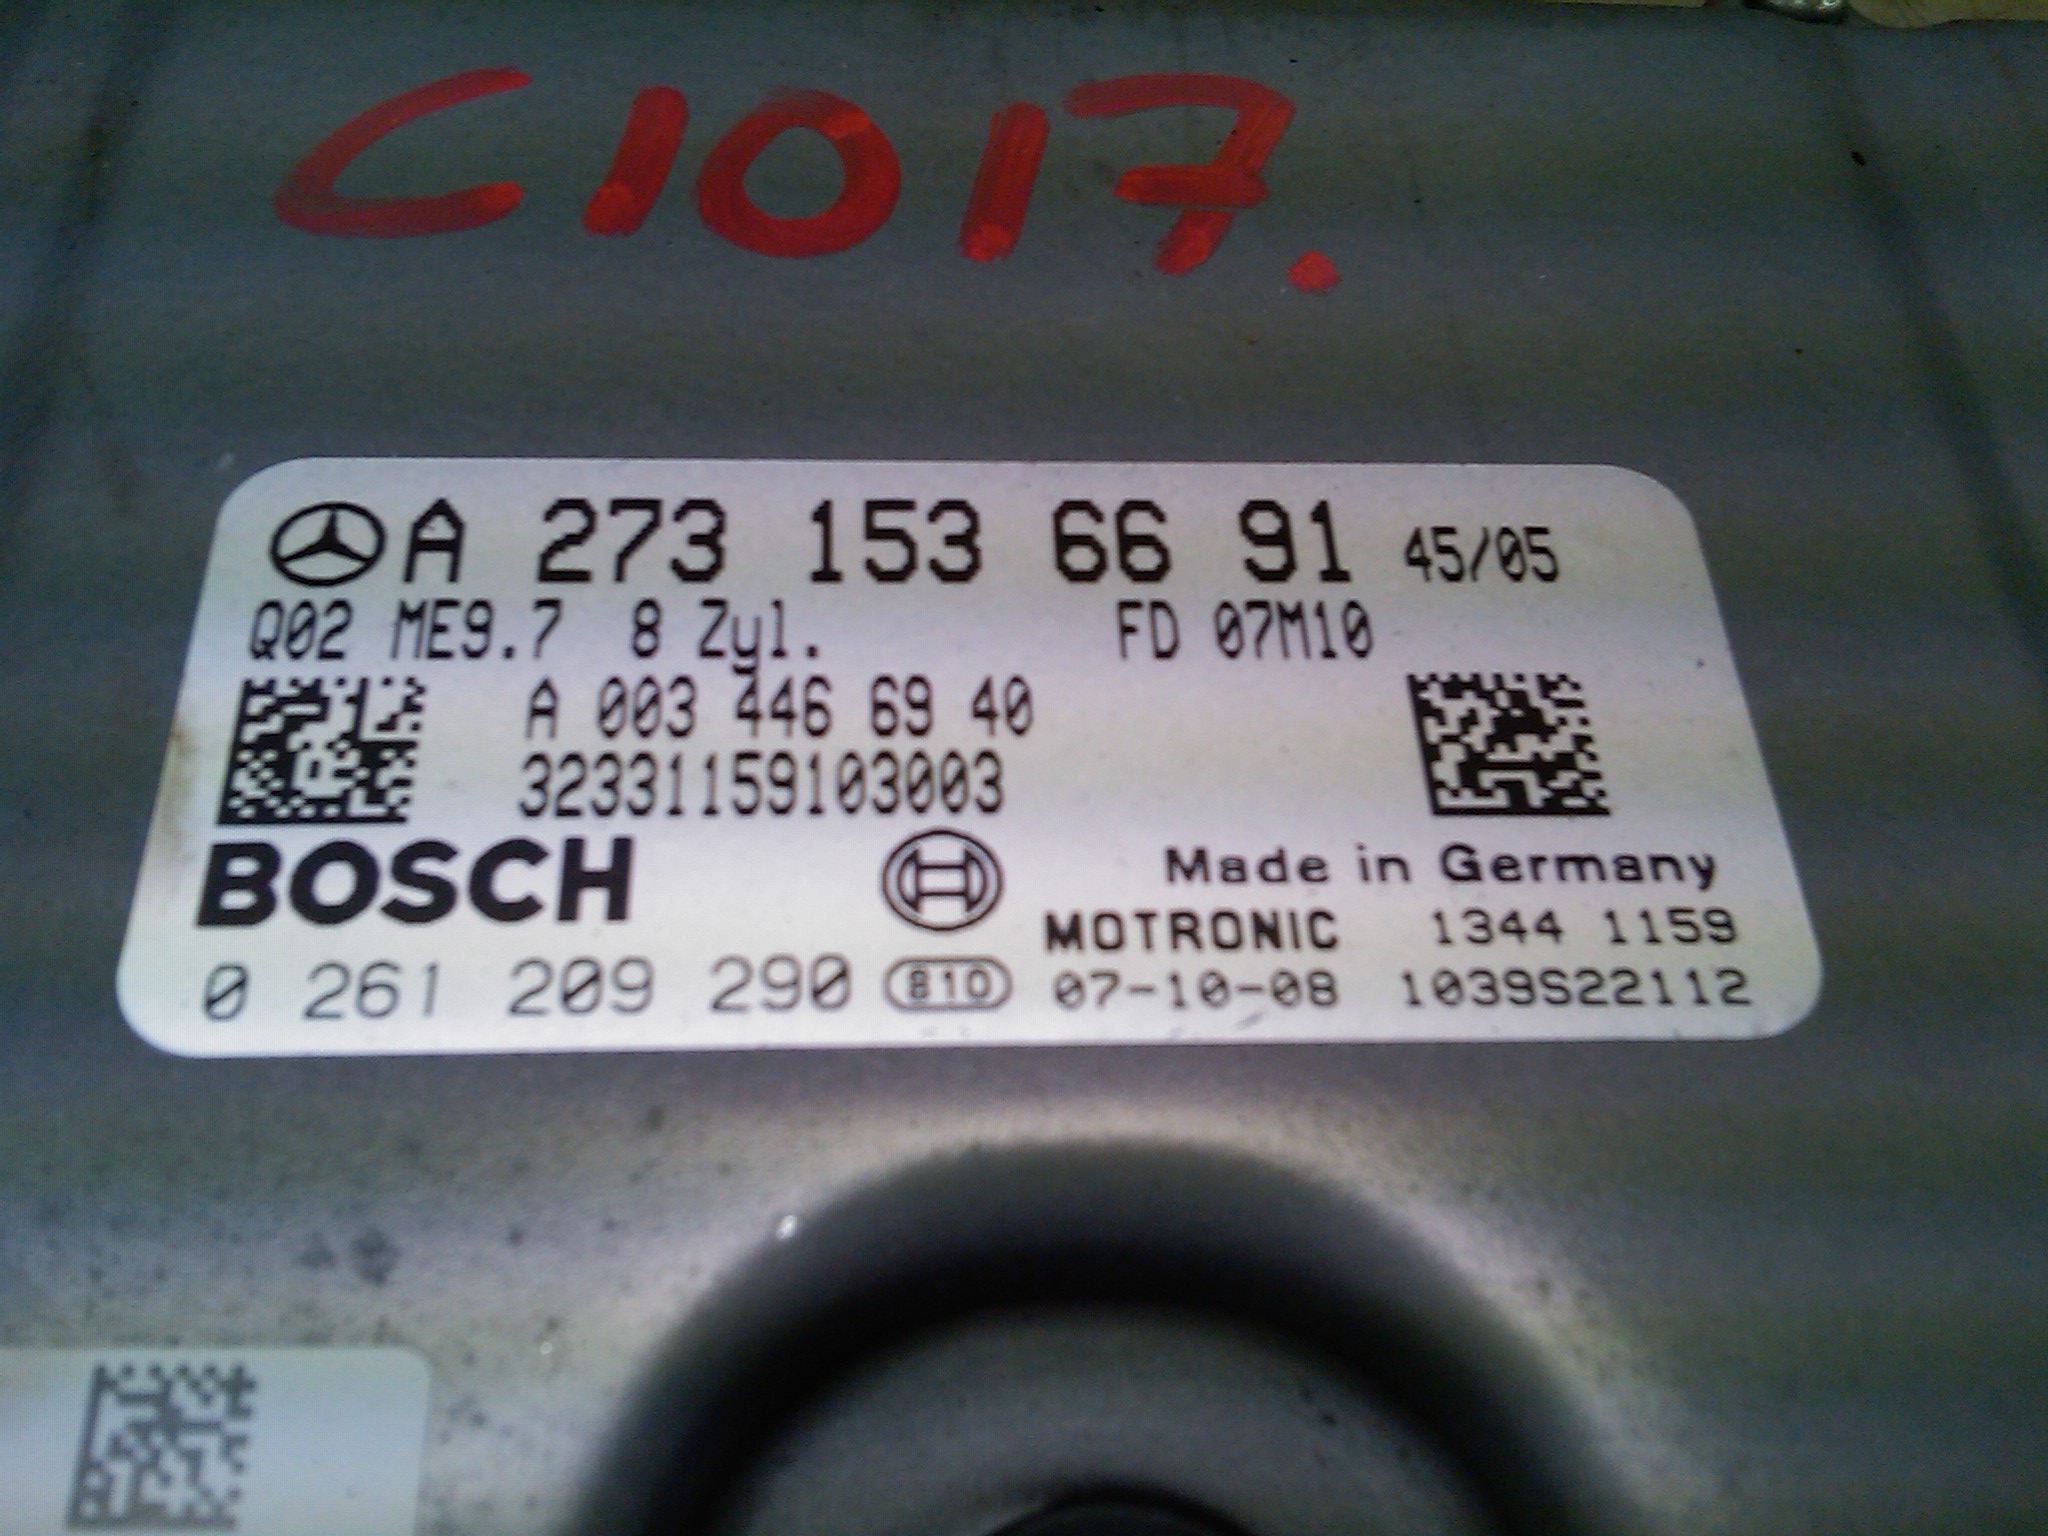 C1017.
A 273 153 66 91 45/05
Q02 ME9.7 8 Zyl. FD 07M10
A 003 446 69 40
32331159103003
BOSCH Made in Germany
MOTRONIC 1344 1159
0 261 209 290 810 07-10-08 1039S22112